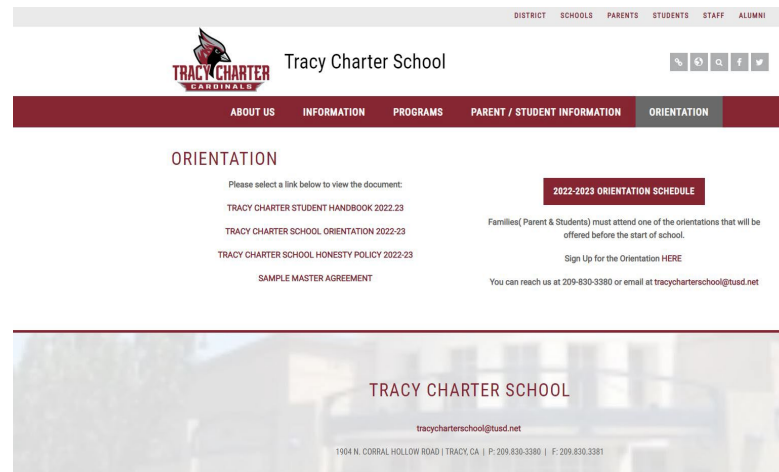 DISTRICT SCHOOLS PARENTS STUDENTS STAFF ALUMNI
TRACY CHARTER
CARDINALS
Tracy Charter School
ABOUT US INFORMATION PROGRAMS PARENT / STUDENT INFORMATION ORIENTATION
ORIENTATION
Please select a link below to view the document:
TRACY CHARTER STUDENT HANDBOOK 2022.23
TRACY CHARTER SCHOOL ORIENTATION 2022-23
TRACY CHARTER SCHOOL HONESTY POLICY 2022-23
SAMPLE MASTER AGREEMENT
2022-2023 ORIENTATION SCHEDULE
Families( Parent & Students) must attend one of the orientations that will be
offered before the start of school.
Sign Up for the Orientation HERE
You can reach us at 209-830-3380 or email at tracycharterschool@tusd.net
TRACY CHARTER SCHOOL
tracycharterschool@tusd.net
1904 N. CORRAL HOLLOW ROAD | TRACY, CA | P: 209.830-3380 | F: 209.830.3381